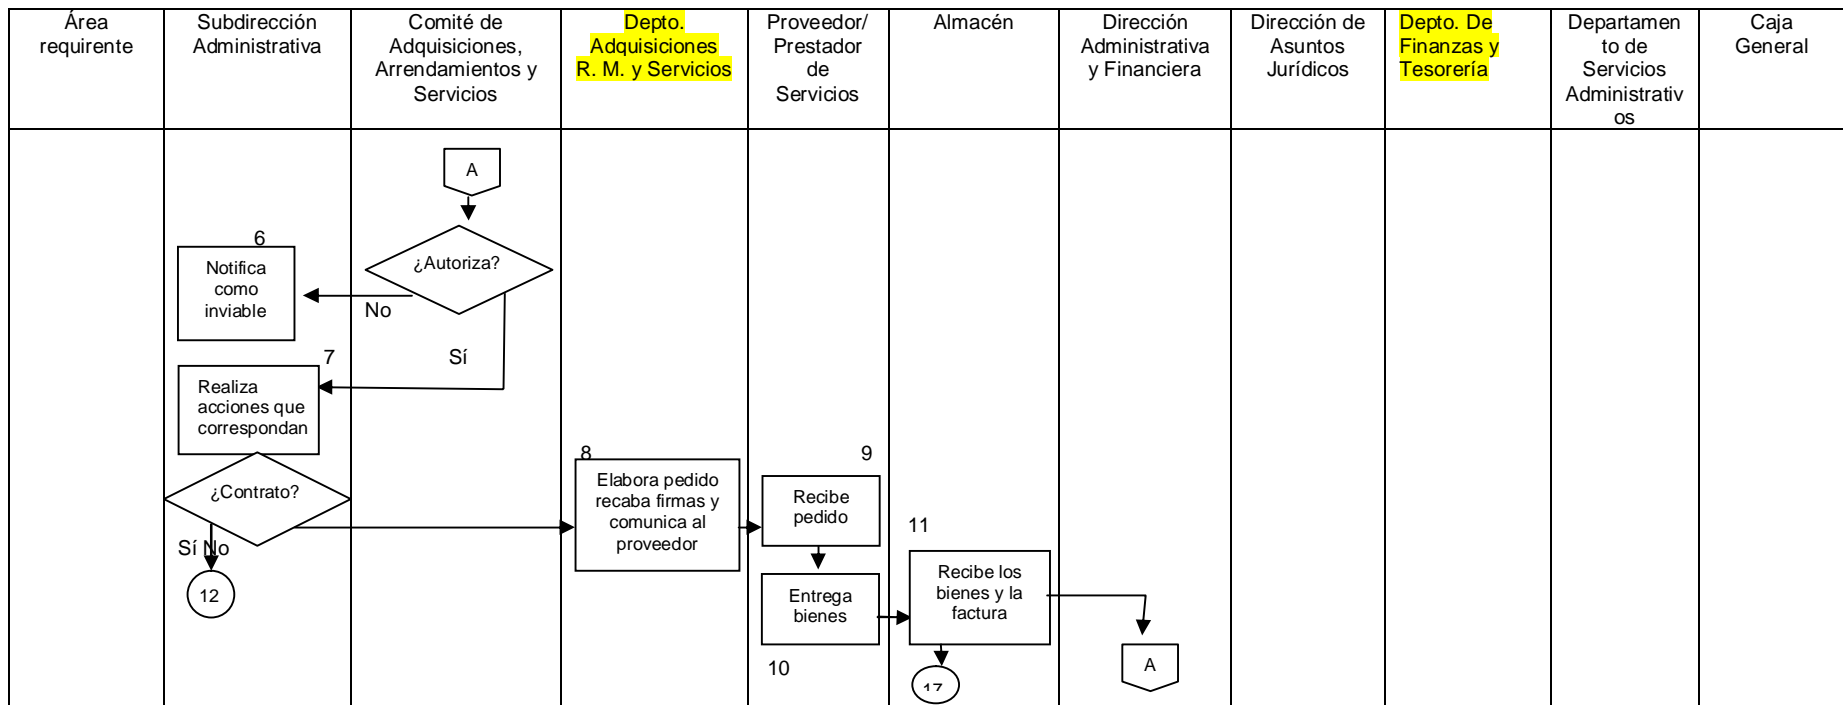 Área
requirente
Subdirección
Administrativa
Comité de
Adquisiciones,
Arrendamientos y
Servicios
Depto.
Adquisiciones
R. M. y Servicios
Proveedor/
Prestador
de
Servicios
Almacén
Dirección
Administrativa
y Financiera
Dirección de
Asuntos
Jurídicos
Depto. De
Finanzas y
Tesorería
Departamen
to de
Servicios
Administrativ
os
Caja
General
A
¿Autoriza?
No
Sí
6
Notifica
como
inviable
7
Realiza
acciones que
correspondan
¿Contrato?
Sí No
12
8
Elabora pedido
recaba firmas y
comunica al
proveedor
9
Recibe
pedido
Entrega
bienes
10
11
Recibe los
bienes y la
factura
17
A